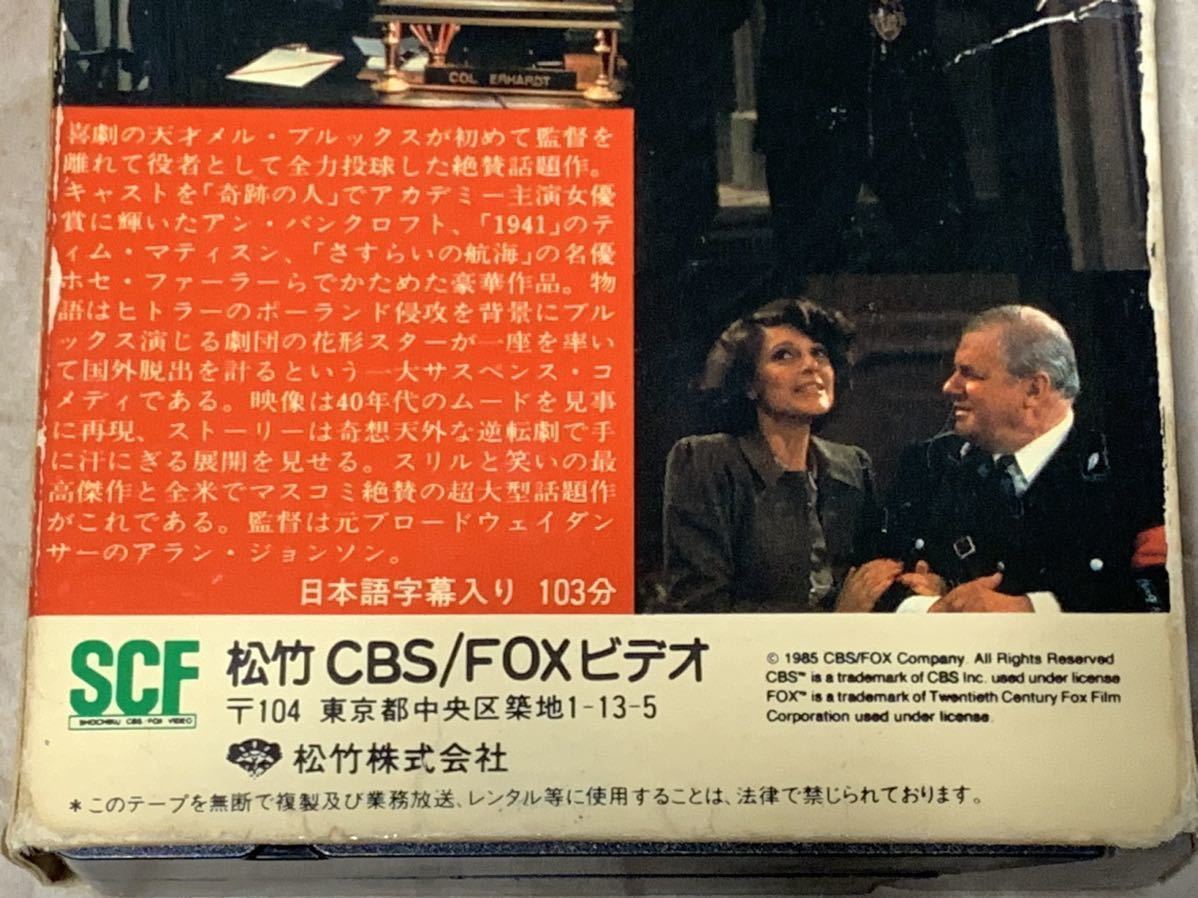 COL ERHARDT
喜劇の天才メル・ブルックスが初めて監督を
離れて役者として全力投球した絶賛話題作。
キャストを「奇跡の人」でアカデミー主演女優
賞に輝いたアン・バンクロフト、「1941」のテ
ィム・マティスン、「さすらいの航海」の名優
ホセ・ファーラーらでかためた豪華作品。物
語はヒトラーのポーランド侵攻を背景にブル
ックス演じる劇団の花形スターが一座を率い
て国外脱出を計るという一大サスペンス・コ
メディである。映像は40年代のムードを見事
に再現、ストーリーは奇想天外な逆転劇で手
に汗にぎる展開を見せる。スリルと笑いの最
高傑作と全米でマスコミ絶賛の超大型話題作
がこれである。監督は元ブロードウェイダン
サーのアラン・ジョンソン。
日本語字幕入り 103分
SCF
SHOCHIKU CBS/FOX VIDEO
松竹 CBS/FOXビデオ
〒104 東京都中央区築地1-13-5
松竹株式会社
© 1985 CBS/FOX Company. All Rights Reserved
CBS™ is a trademark of CBS Inc. used under license
FOX™ is a trademark of Twentieth Century Fox Film
Corporation used under license.
*このテープを無断で複製及び業務放送、レンタル等に使用することは、法律で禁じられております。